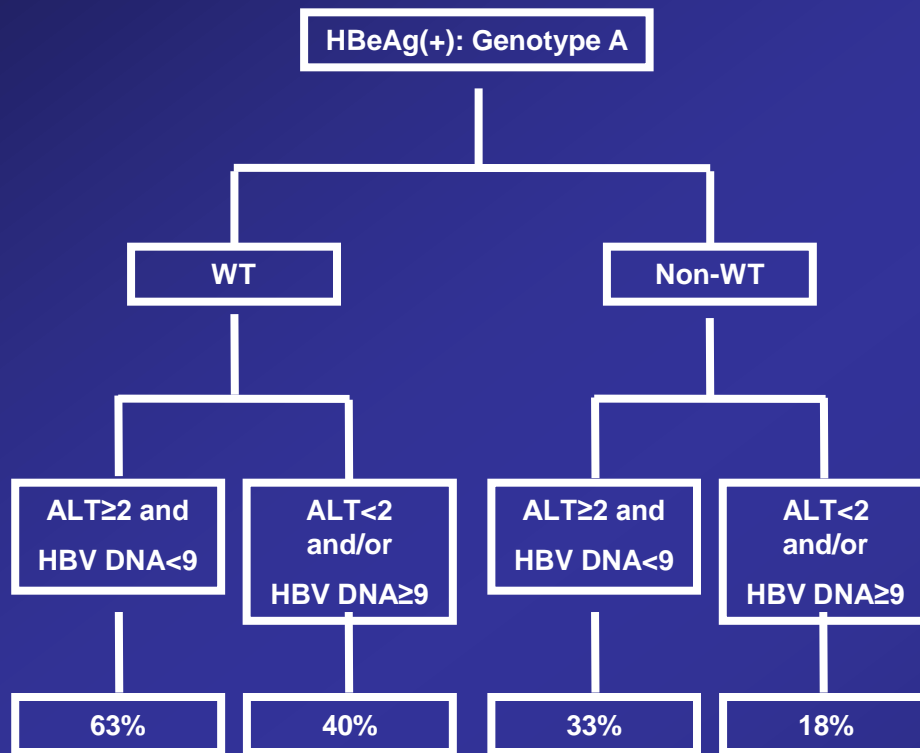 HBeAg(+): Genotype A
WT
Non-WT
ALT≥2 and
HBV DNA<9
ALT<2
and/or
HBV DNA≥9
ALT≥2 and
HBV DNA<9
ALT<2
and/or
HBV DNA≥9
63%
40%
33%
18%